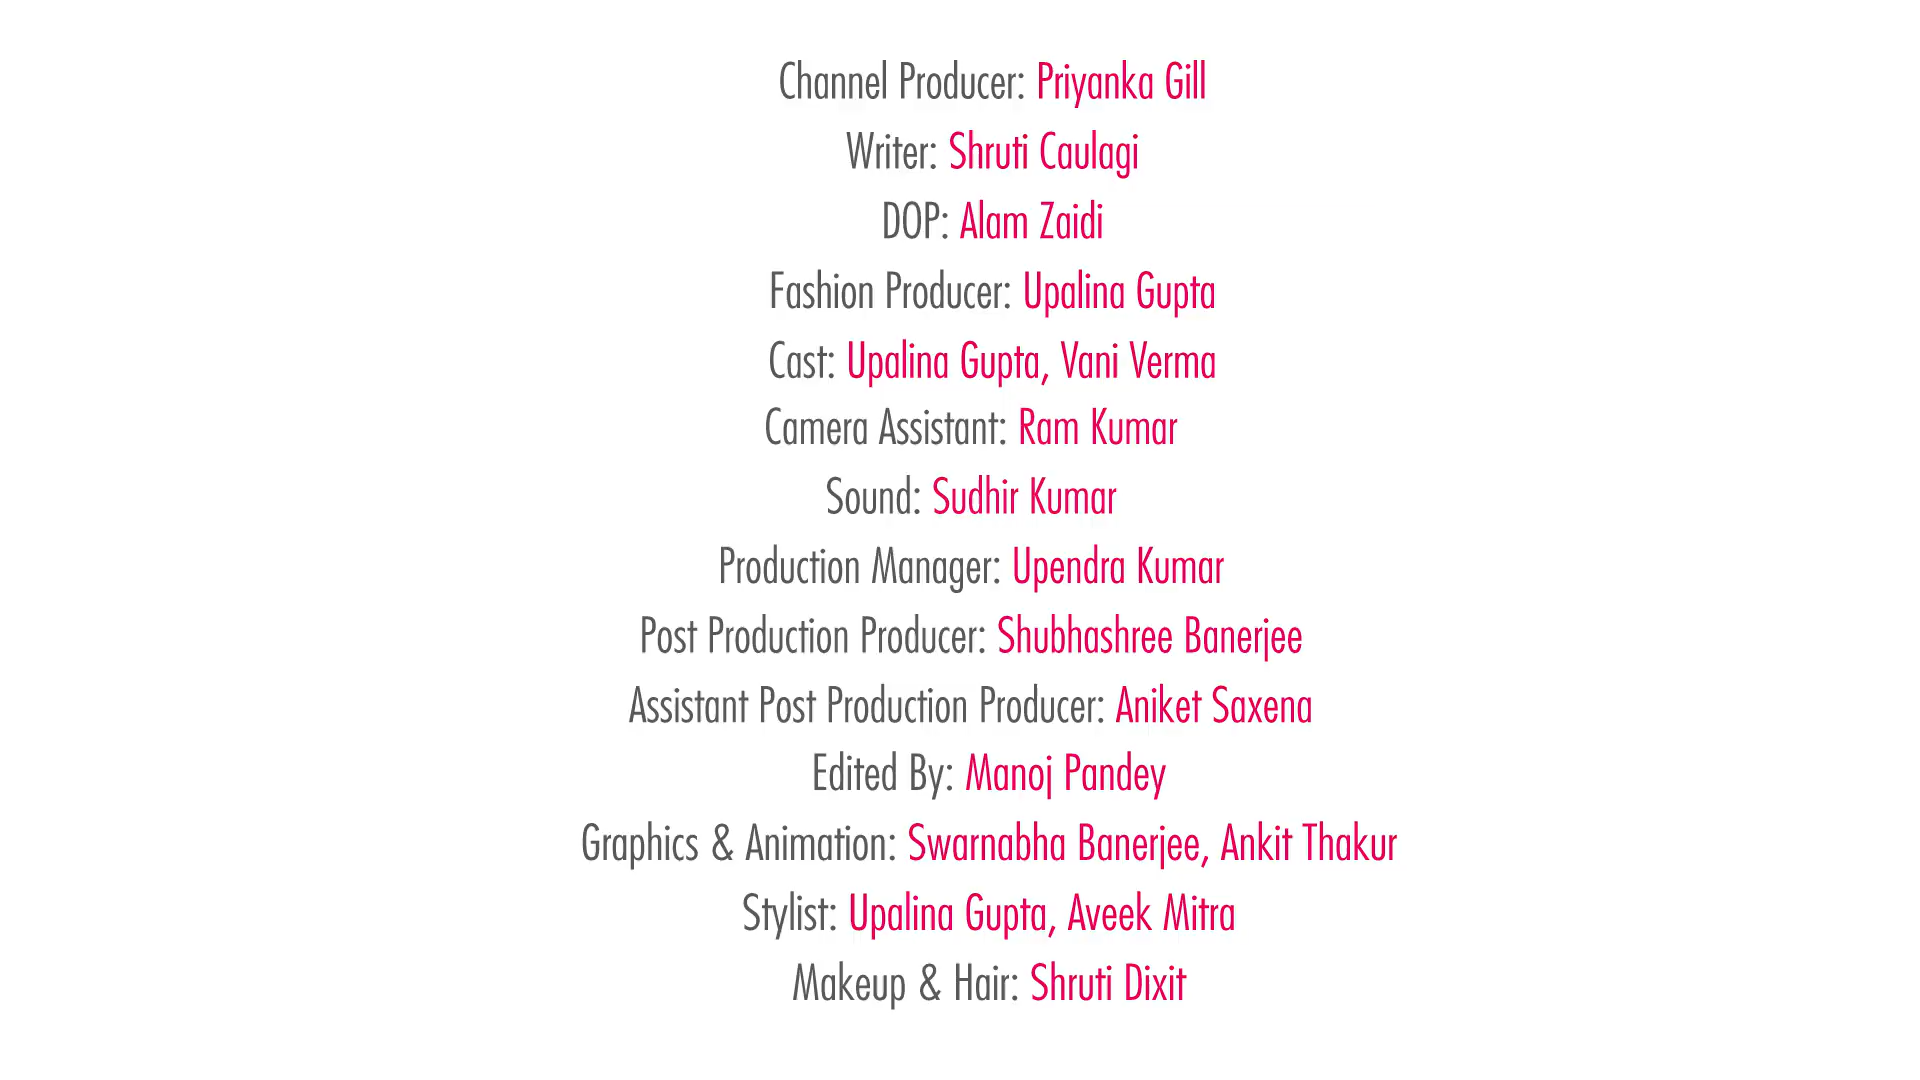 Channel Producer: Priyanka Gill
Writer: Shruti Caulagi
DOP: Alam Zaidi
Fashion Producer: Upalina Gupta
Cast: Upalina Gupta, Vani Verma
Camera Assistant: Ram Kumar
Sound: Sudhir Kumar
Production Manager: Upendra Kumar
Post Production Producer: Shubhashree Banerjee
Assistant Post Production Producer: Aniket Saxena
Edited By: Manoj Pandey
Graphics & Animation: Swarnabha Banerjee, Ankit Thakur
Stylist: Upalina Gupta, Aveek Mitra
Makeup & Hair: Shruti Dixit